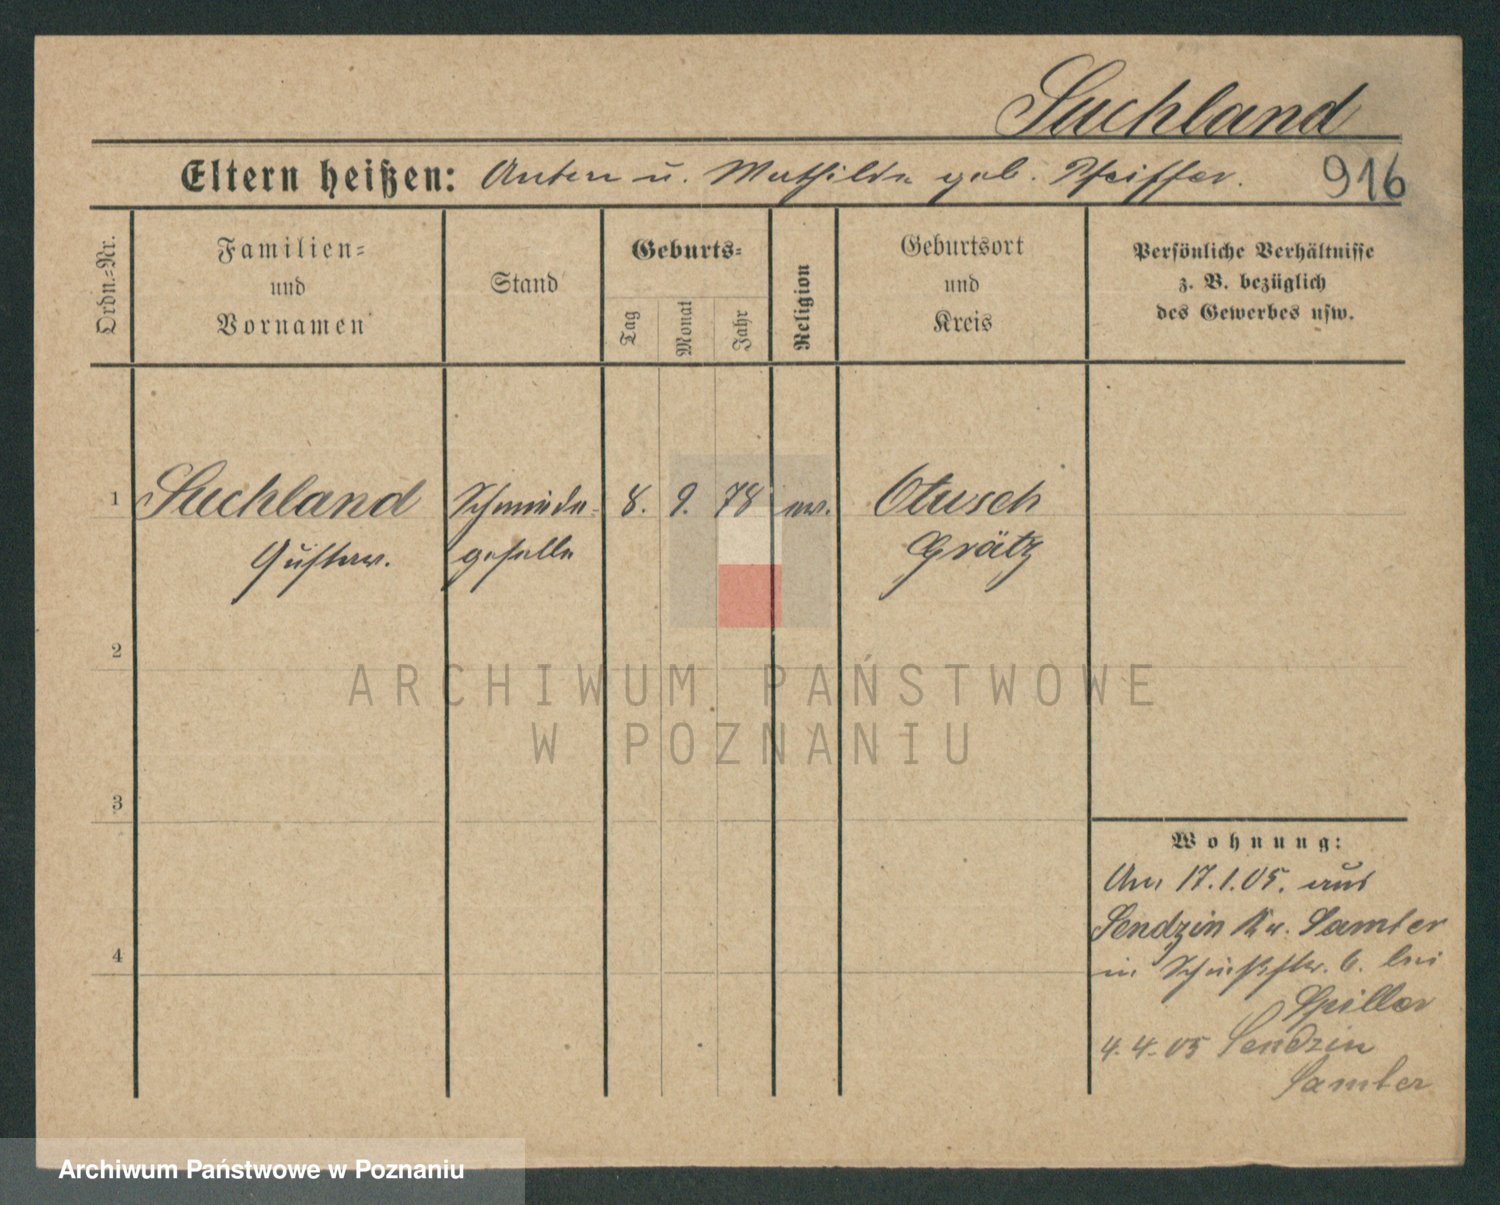 Suchland
Eltern heißen: Anton u. Mathilde geb. Pfeiffer. 916
Ordn.=Nr.
Familien=
und
Vornamen
Stand
Geburts=
Tag
Monat
Jahr
Religion
Geburtsort
und
Kreis
Persönliche Verhältnisse
z. B. bezüglich
des Gewerbes usw.
1 Suchland Schmiede- 8. 9. 78 ev. Otusch
Gustav. geselle Grätz
2
3
4
Wohnung:
Am 17.1.05. aus
Sendzin Kr. Samter
in 6. bei
Spiller
4.4.05 Sendzin
Samter
ARCHIWUM PAŃSTWOWE
W POZNANIU
Archiwum Państwowe w Poznaniu